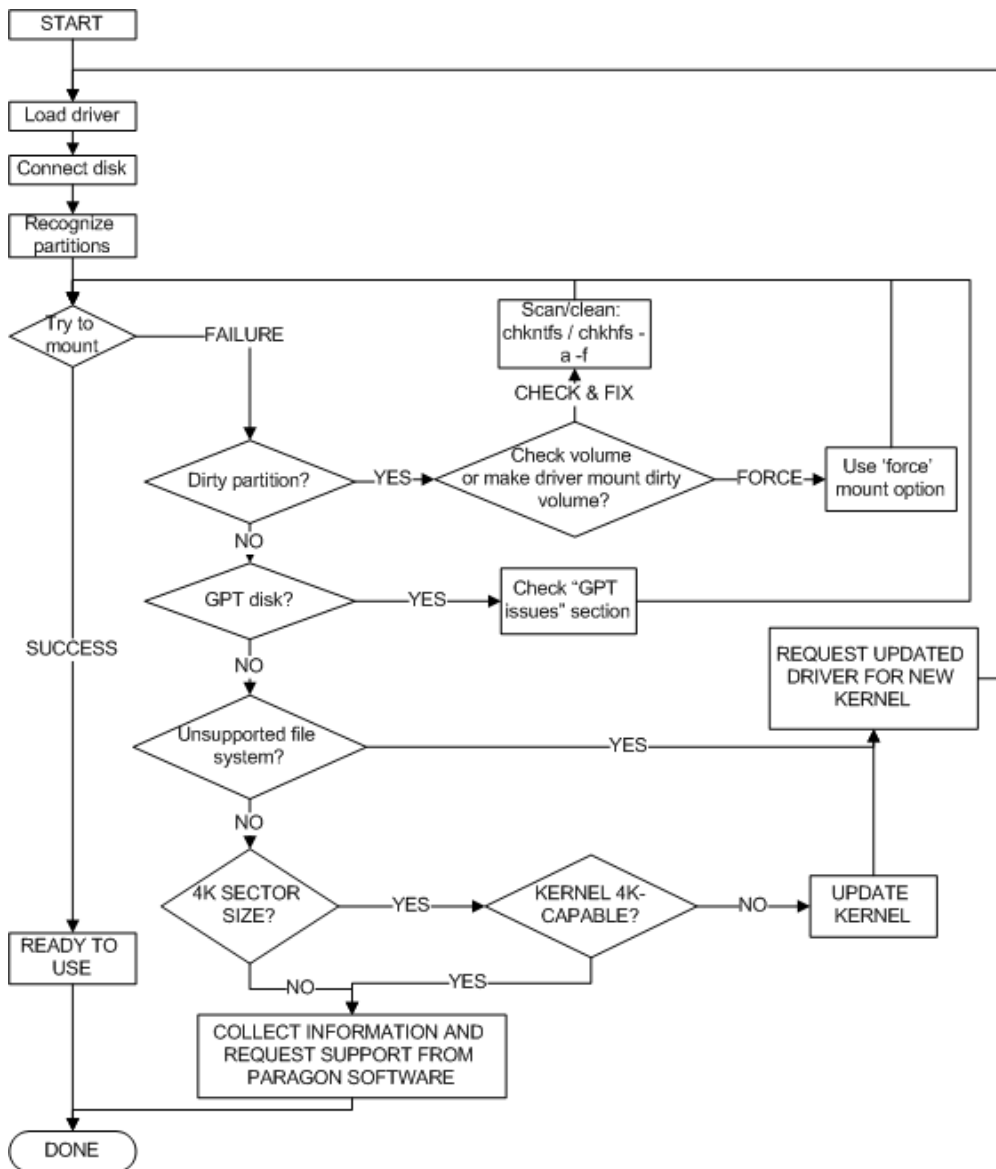 START
Load driver
Connect disk
Recognize
partitions
Try to
mount
FAILURE
Scan/clean:
chkntfs / chkhfs -
a -f
CHECK & FIX
Dirty partition?
YES
Check volume
or make driver mount dirty
volume?
FORCE
Use 'force'
mount option
NO
GPT disk?
YES
Check “GPT
issues” section
SUCCESS
NO
REQUEST UPDATED
DRIVER FOR NEW
KERNEL
Unsupported file
system?
YES
NO
4K SECTOR
SIZE?
YES
KERNEL 4K-
CAPABLE?
NO
UPDATE
KERNEL
READY TO
USE
NO
YES
COLLECT INFORMATION AND
REQUEST SUPPORT FROM
PARAGON SOFTWARE
DONE